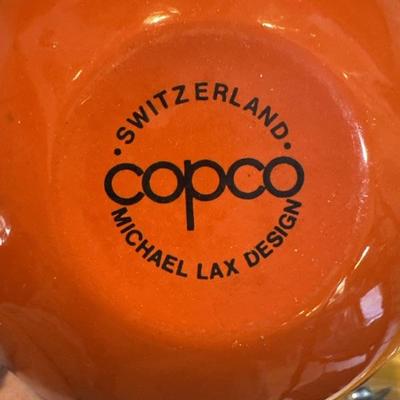 • SWITZERLAND •
copco
MICHAEL LAX DESIGN